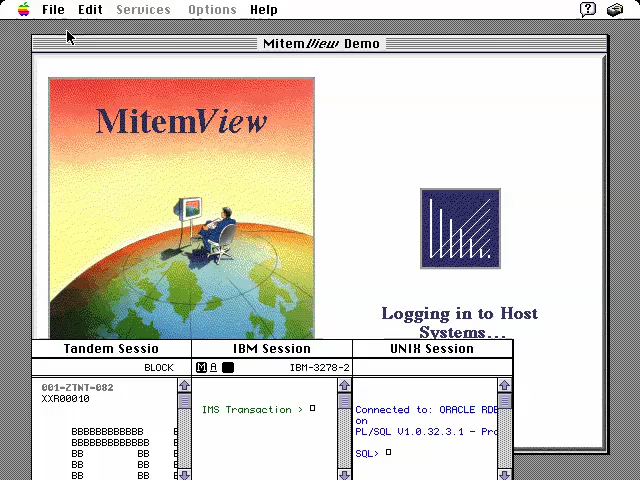 File Edit Services Options Help
MitemView Demo
MitemView
Logging in to Host
Systems...
Tandem Sessio
BLOCK
001-ZTNT-082
XXR00010
BBBBBBBBBBBB B
BBBBBBBBBBBBB B
BB BB B
BB BB B
BB BB B
IBM Session
M A
IBM-3278-2
IMS Transaction >
UNIX Session
Connected to: ORACLE RDB
on
PL/SQL V1.0.32.3.1 - Pro
SQL>